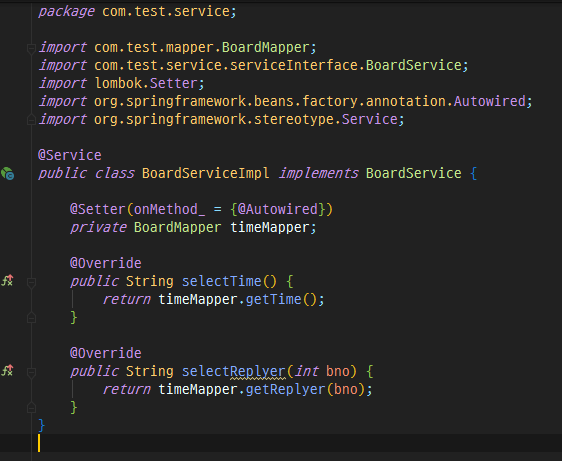 package com.test.service;
import com.test.mapper.BoardMapper;
import com.test.service.serviceInterface.BoardService;
import lombok.Setter;
import org.springframework.beans.factory.annotation.Autowired;
import org.springframework.stereotype.Service;
@Service
public class BoardServiceImpl implements BoardService {
@Setter(onMethod_ = {@Autowired})
private BoardMapper timeMapper;
@Override
public String selectTime() {
return timeMapper.getTime();
}
@Override
public String selectReplyer(int bno) {
return timeMapper.getReplyer(bno);
}
}